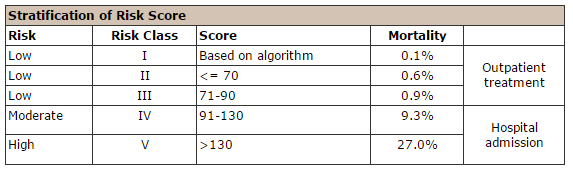 Stratification of Risk Score
Risk Risk Class Score Mortality
Low I Based on algorithm 0.1%
Low II <= 70 0.6%
Low III 71-90 0.9%
Outpatient
treatment
Moderate IV 91-130 9.3%
High V >130 27.0%
Hospital
admission